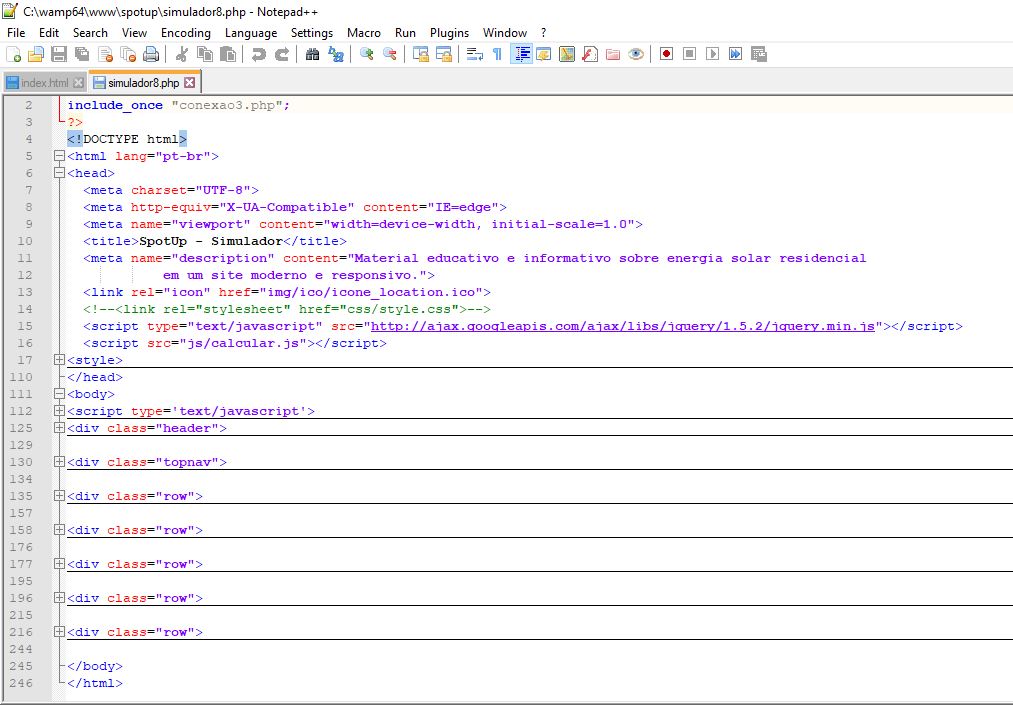 C:\wamp64\www\spotup\simulador8.php - Notepad++
File Edit Search View Encoding Language Settings Macro Run Plugins Window ?
index.html simulador8.php
2 include_once "conexao3.php";
3 ?>
4 <!DOCTYPE html>
5 <html lang="pt-br">
6 <head>
7 <meta charset="UTF-8">
8 <meta http-equiv="X-UA-Compatible" content="IE=edge">
9 <meta name="viewport" content="width=device-width, initial-scale=1.0">
10 <title>SpotUp - Simulador</title>
11 <meta name="description" content="Material educativo e informativo sobre energia solar residencial
12 em um site moderno e responsivo.">
13 <link rel="icon" href="img/ico/icone_location.ico">
14 <!--<link rel="stylesheet" href="css/style.css">-->
15 <script type="text/javascript" src="http://ajax.googleapis.com/ajax/libs/jquery/1.5.2/jquery.min.js"></script>
16 <script src="js/calcular.js"></script>
17 <style>
110 </head>
111 <body>
112 <script type='text/javascript'>
125 <div class="header">
129
130 <div class="topnav">
134
135 <div class="row">
157
158 <div class="row">
176
177 <div class="row">
195
196 <div class="row">
215
216 <div class="row">
244
245 </body>
246 </html>